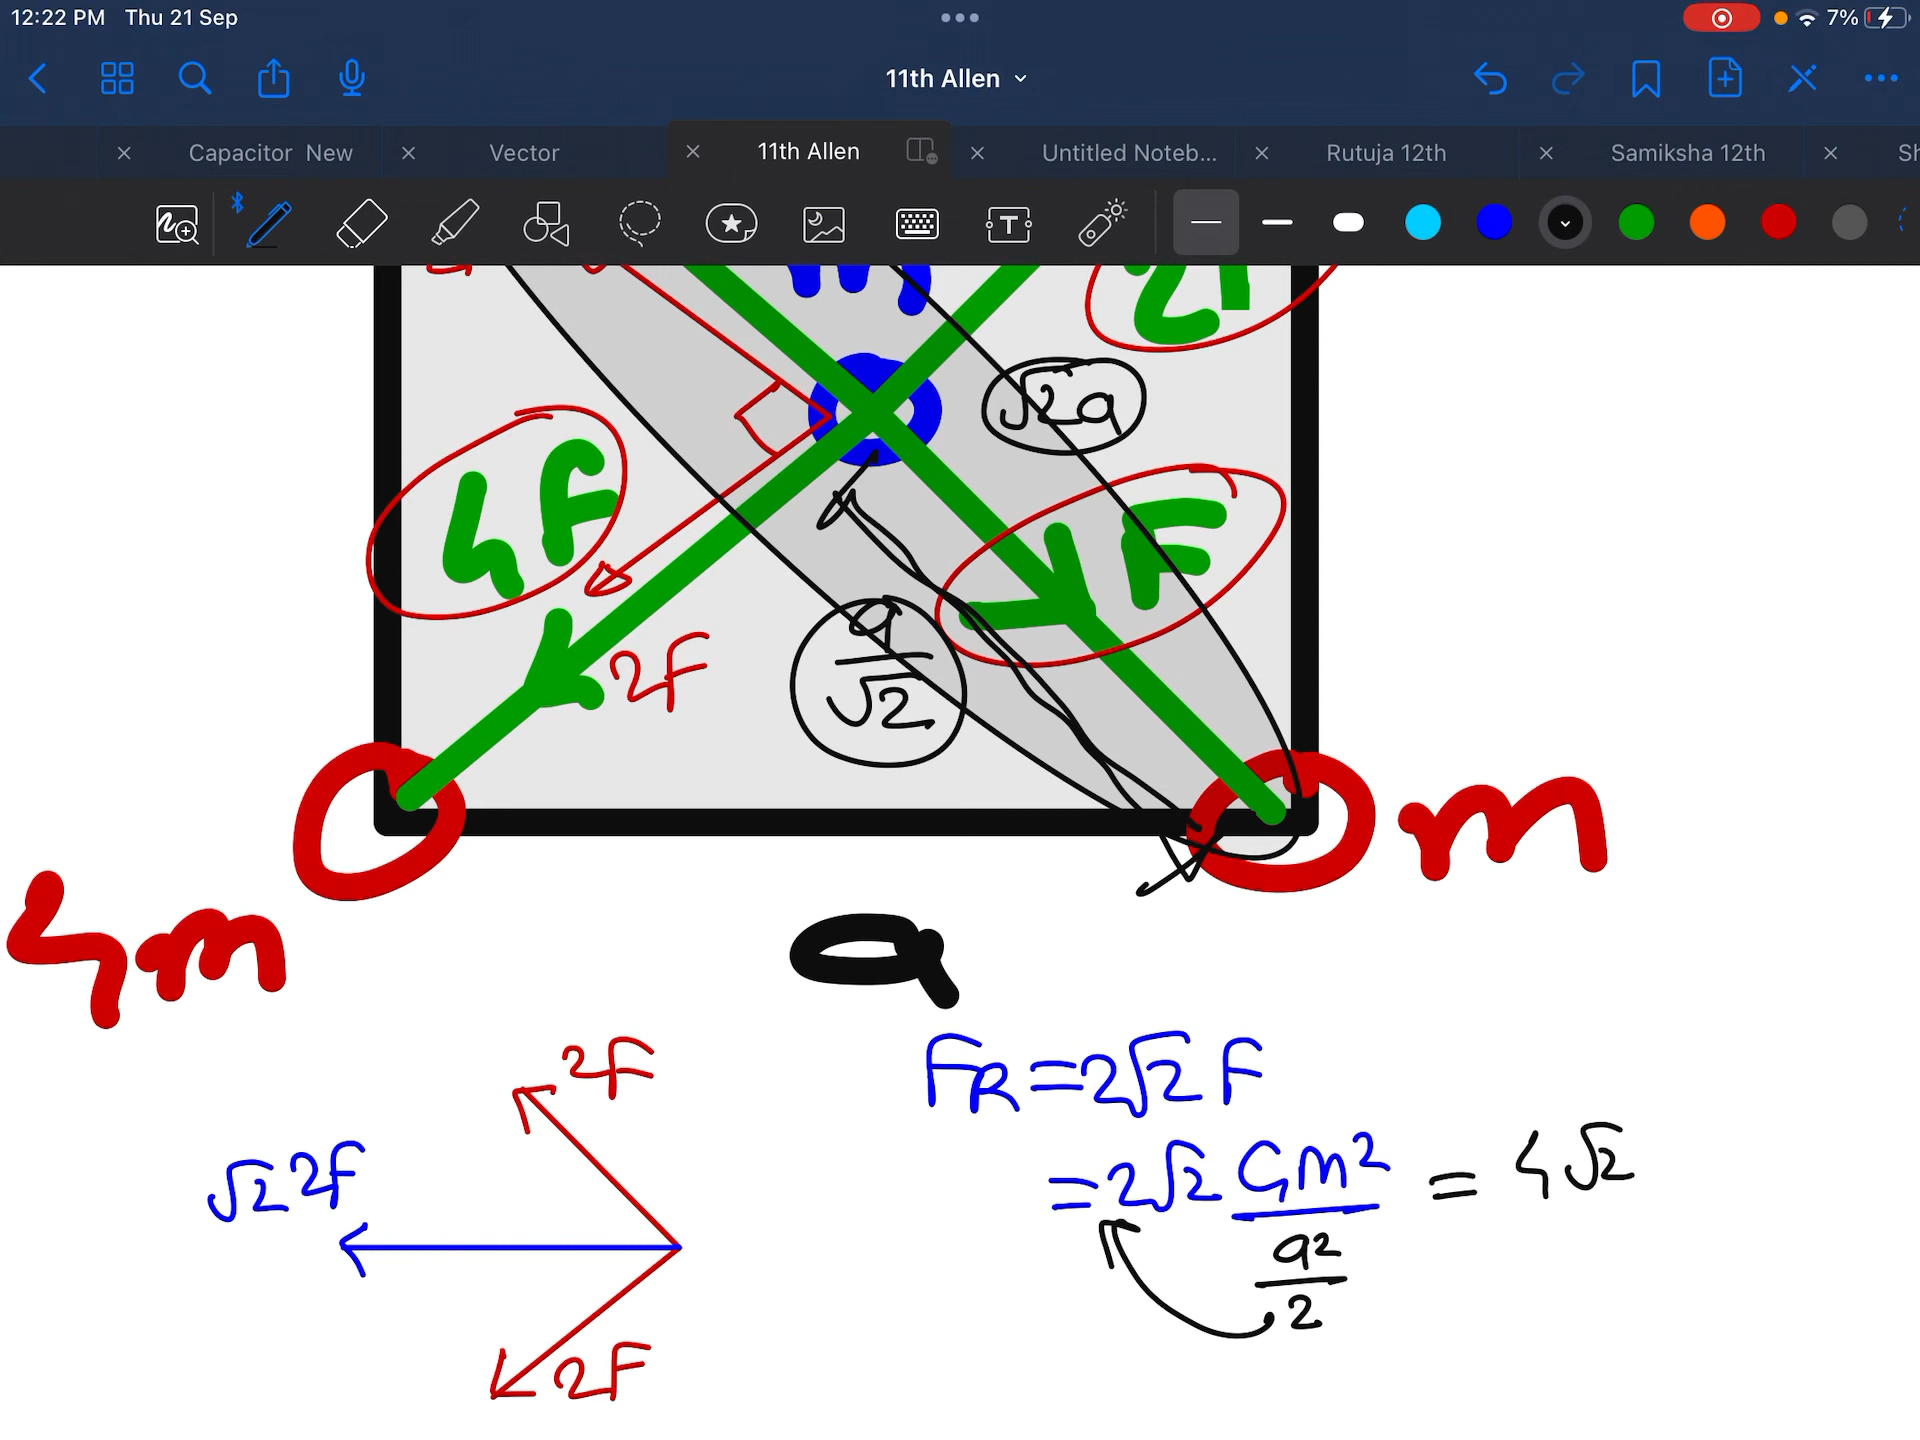 12:22 PM Thu 21 Sep
7%
11th Allen
Capacitor New
Vector
11th Allen
Untitled Noteb...
Rutuja 12th
Samiksha 12th
Sh
T
m
2F
√2a
4F
F
2F
a/√2
m
4m
a
2F
√2 2F
2F
FR = 2√2 F
= 2√2 Gm²/(a²/2) = 4√2